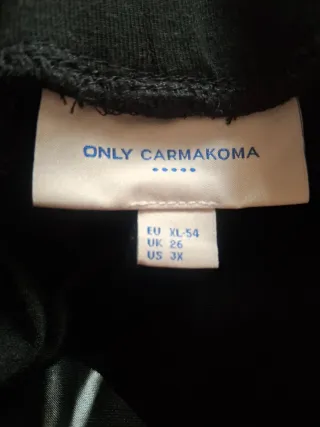 ONLY CARMAKOMA
EU XL-54
UK 26
US 3X